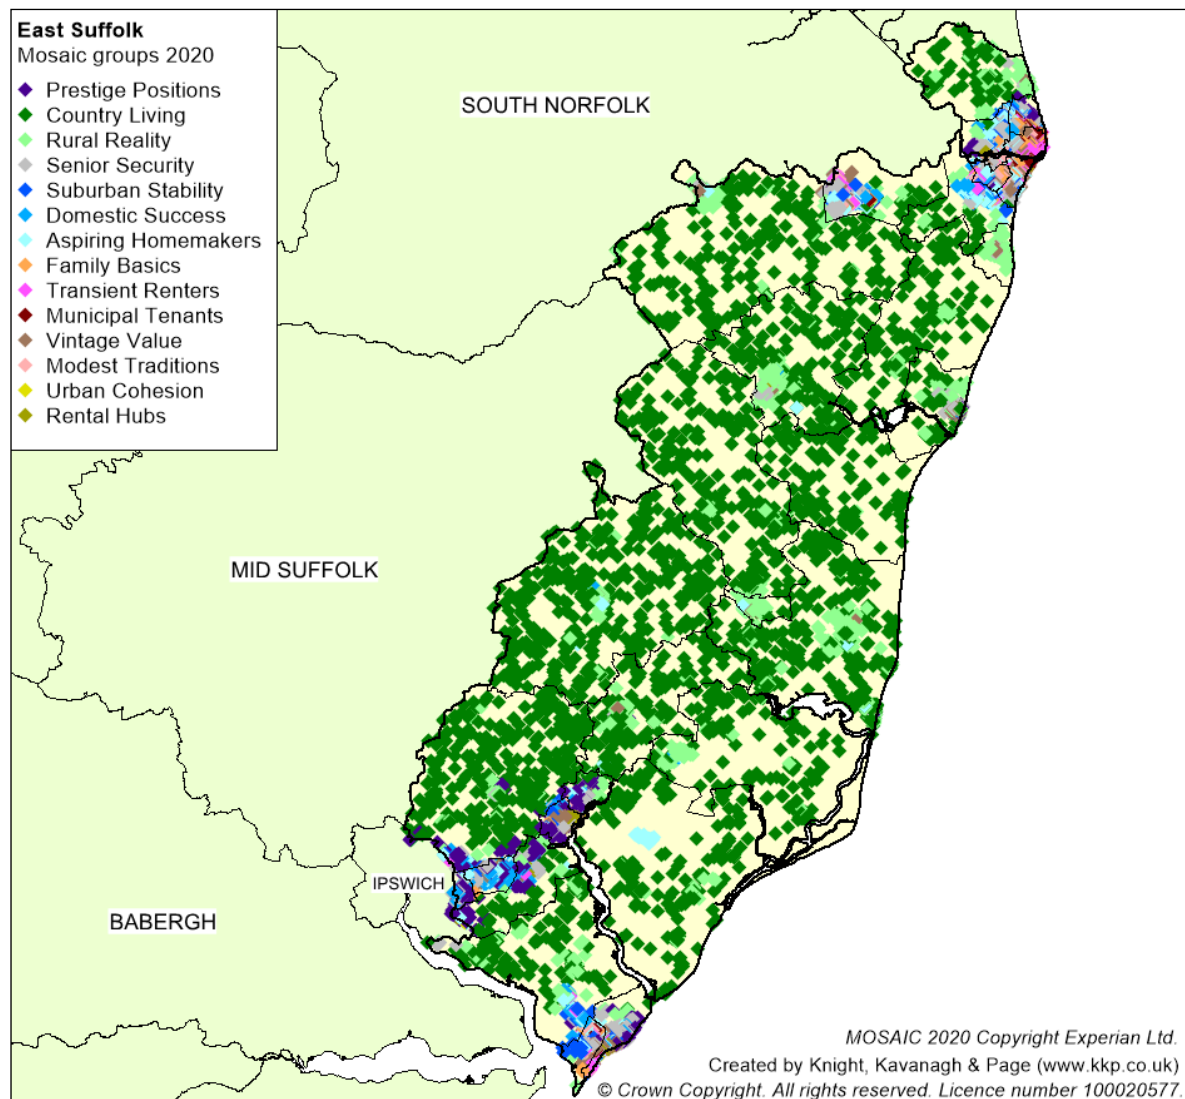 East Suffolk
Mosaic groups 2020
Prestige Positions
Country Living
Rural Reality
Senior Security
Suburban Stability
Domestic Success
Aspiring Homemakers
Family Basics
Transient Renters
Municipal Tenants
Vintage Value
Modest Traditions
Urban Cohesion
Rental Hubs
SOUTH NORFOLK
MID SUFFOLK
IPSWICH
BABERGH
MOSAIC 2020 Copyright Experian Ltd.
Created by Knight, Kavanagh & Page (www.kkp.co.uk)
© Crown Copyright. All rights reserved. Licence number 100020577.